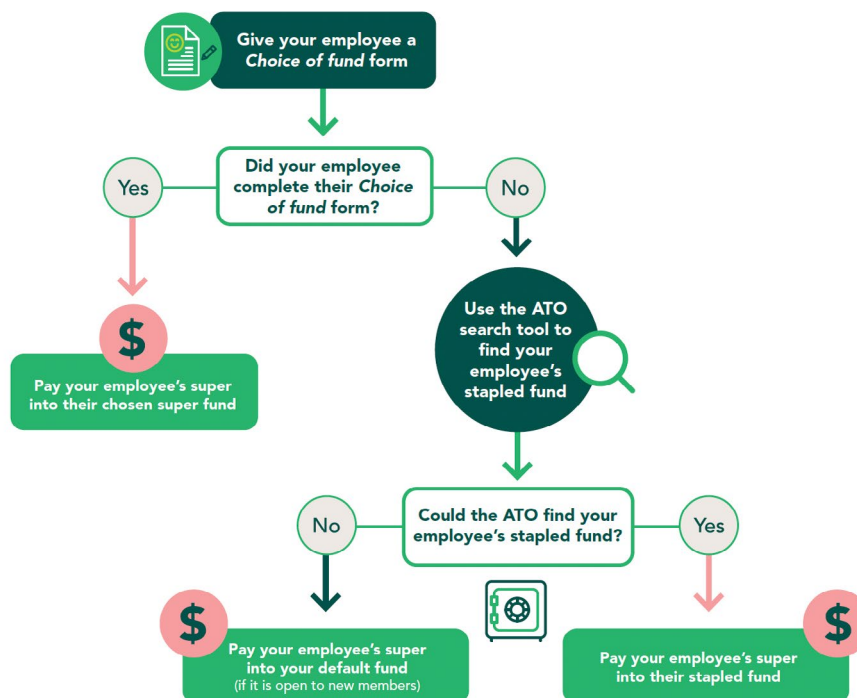 Give your employee a
Choice of fund form
Did your employee
complete their Choice
of fund form?
Yes
No
$
Pay your employee's super
into their chosen super fund
Use the ATO
search tool to
find your
employee's
stapled fund
Could the ATO find your
employee's stapled fund?
No
Yes
$
Pay your employee's super
into your default fund
(if it is open to new members)
$
Pay your employee's super
into their stapled fund